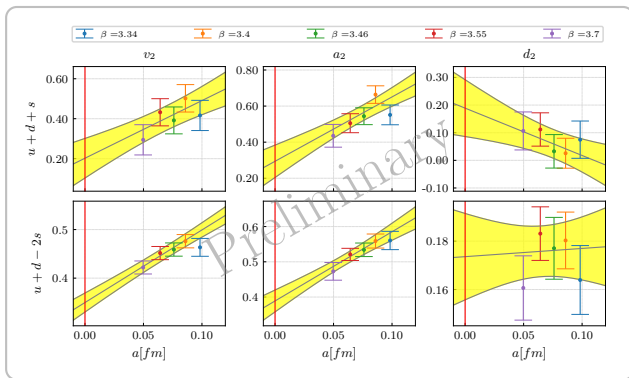 β =3.34 β =3.4 β =3.46 β =3.55 β =3.7
v₂ a₂ d₂
u + d + s
0.60 0.40 0.20
0.80 0.60 0.40 0.20
0.30 0.20 0.10 0.00 −0.10
u + d − 2s
0.5 0.4
0.6 0.5 0.4
0.18 0.16
0.00 0.05 0.10 0.00 0.05 0.10 0.00 0.05 0.10
a[fm] a[fm] a[fm]
Preliminary